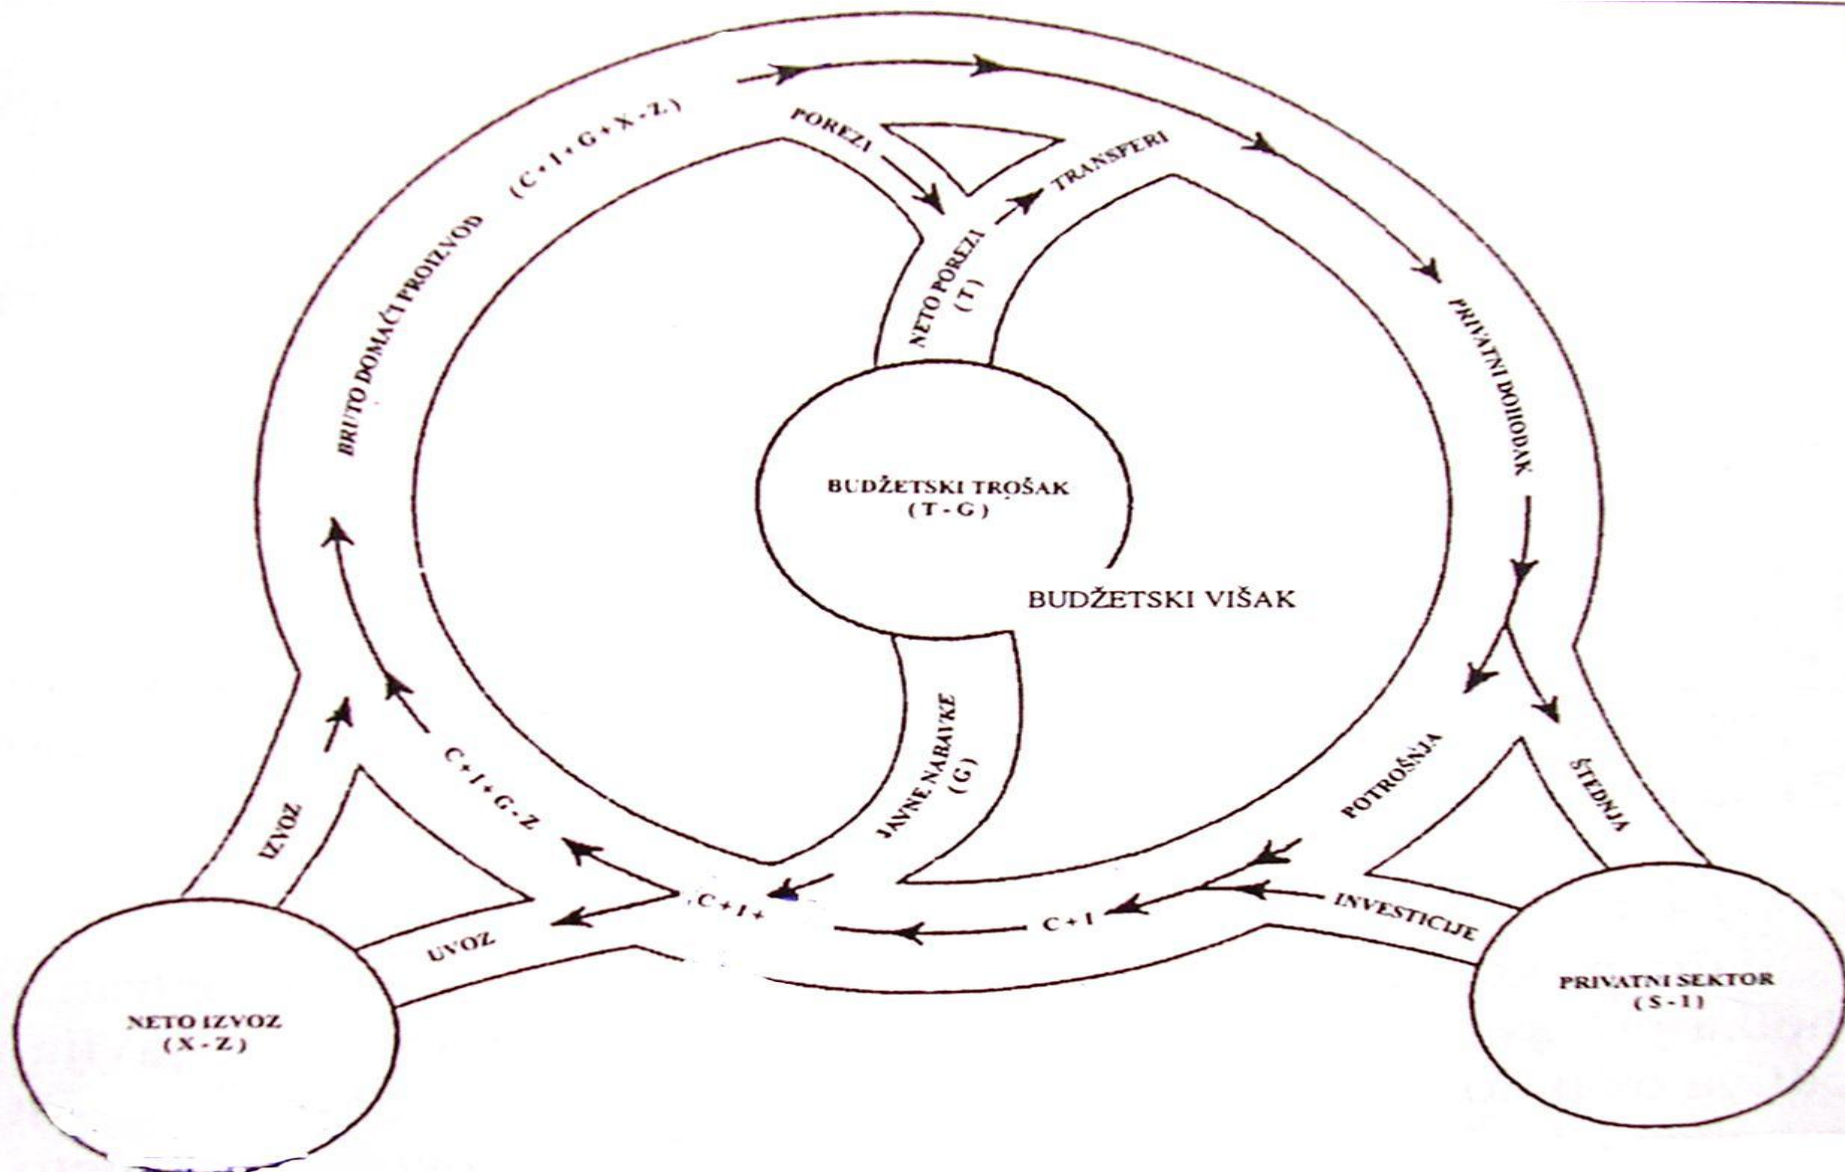 (C+I+G+X-Z)
POREZI
TRANSFERI
BRUTO DOMAĆI PROIZVOD
NETO POREZI
(T)
PRIVATNI DOHODAK
BUDŽETSKI TROŠAK
(T-G)
BUDŽETSKI VIŠAK
JAVNE NABAVKE
(G)
POTROŠNJA
ŠTEDNJA
C+I+G-Z
IZVOZ
C+I+
C+I
INVESTICIJE
UVOZ
NETO IZVOZ
(X-Z)
PRIVATNI SEKTOR
(S-I)